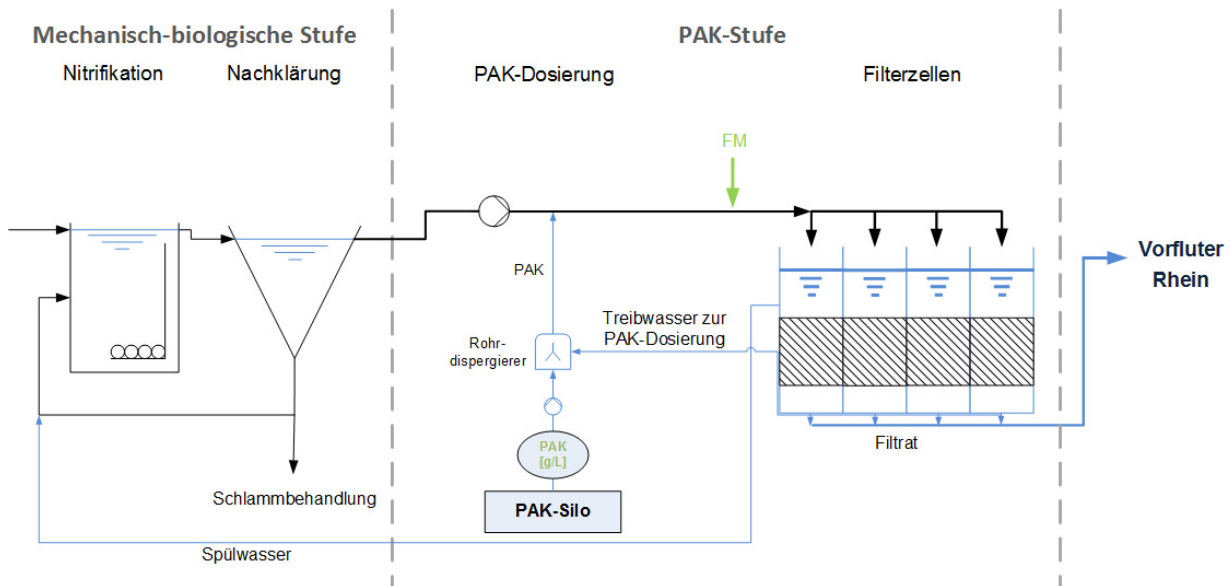 Mechanisch-biologische Stufe
PAK-Stufe
Nitrifikation
Nachklärung
PAK-Dosierung
Filterzellen
FM
PAK
Vorfluter
Rhein
Treibwasser zur
PAK-Dosierung
Rohr-
dispergierer
PAK
[g/L]
Filtrat
Schlammbehandlung
PAK-Silo
Spülwasser